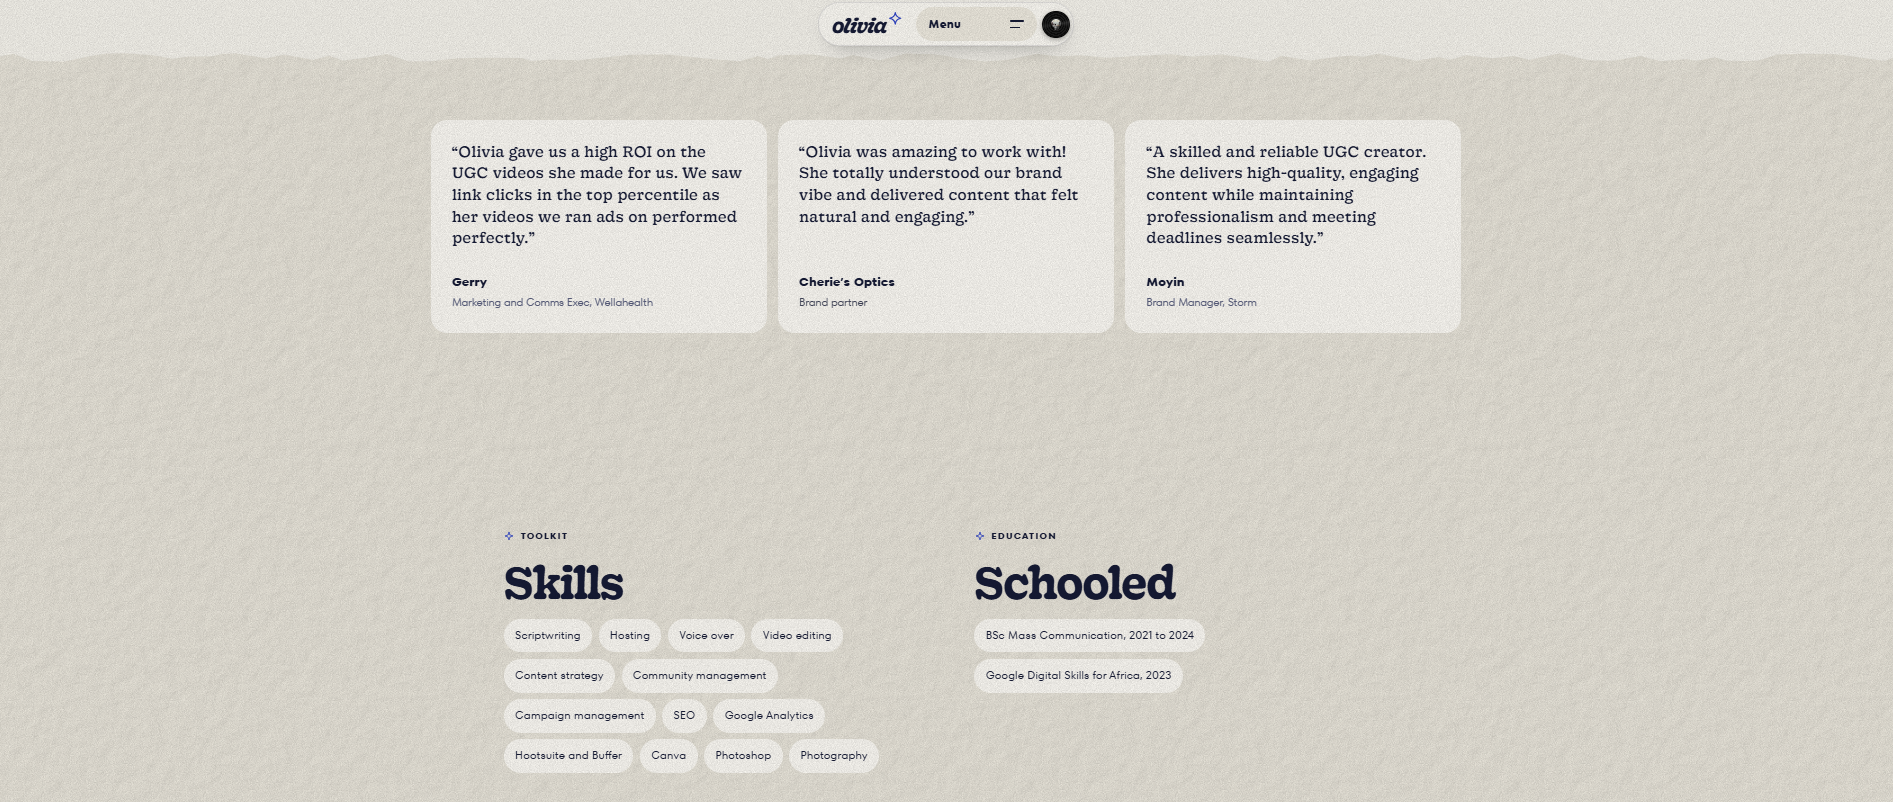 olivia
Menu
“Olivia gave us a high ROI on the
UGC videos she made for us. We saw
link clicks in the top percentile as
her videos we ran ads on performed
perfectly.”
Gerry
Marketing and Comms Exec, Wellahealth
“Olivia was amazing to work with!
She totally understood our brand
vibe and delivered content that felt
natural and engaging.”
Cherie’s Optics
Brand partner
“A skilled and reliable UGC creator.
She delivers high-quality, engaging
content while maintaining
professionalism and meeting
deadlines seamlessly.”
Moyin
Brand Manager, Storm
TOOLKIT
Skills
Scriptwriting
Hosting
Voice over
Video editing
Content strategy
Community management
Campaign management
SEO
Google Analytics
Hootsuite and Buffer
Canva
Photoshop
Photography
EDUCATION
Schooled
BSc Mass Communication, 2021 to 2024
Google Digital Skills for Africa, 2023